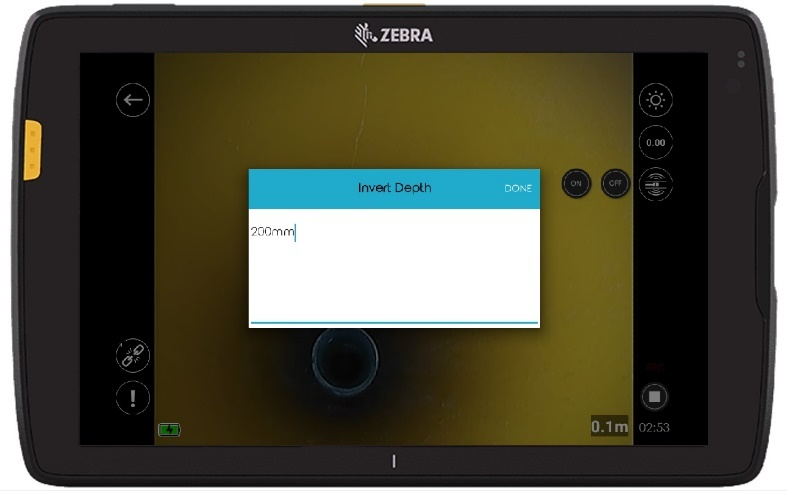 ZEBRA
0.00
Invert Depth
DONE
ON
OFF
200mm
!
0.1m
02:53